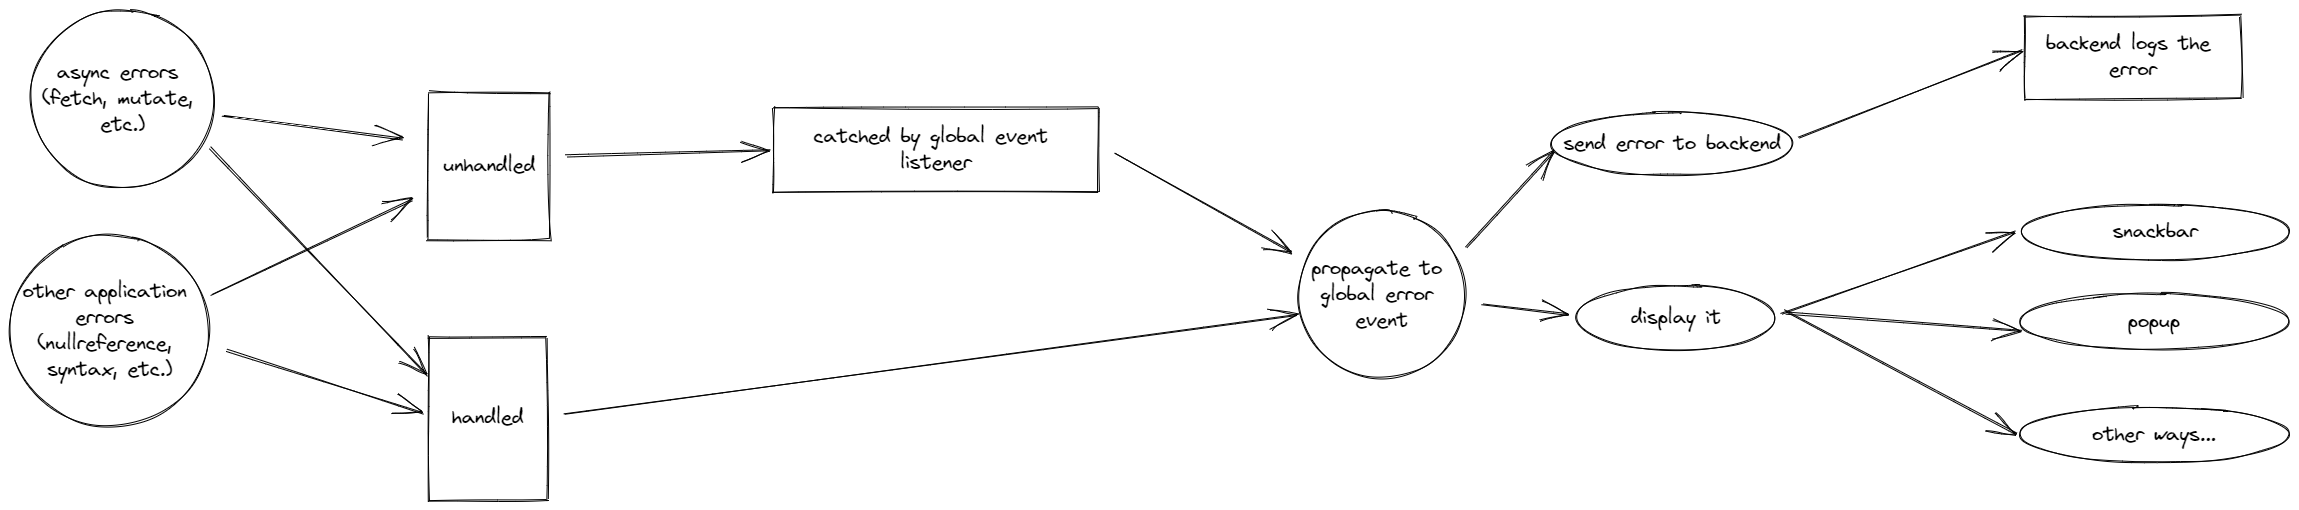 async errors
(fetch, mutate,
etc.)
other application
errors
(nullreference,
syntax, etc.)
unhandled
handled
catched by global event
listener
propagate to
global error
event
send error to backend
display it
backend logs the
error
snackbar
popup
other ways...